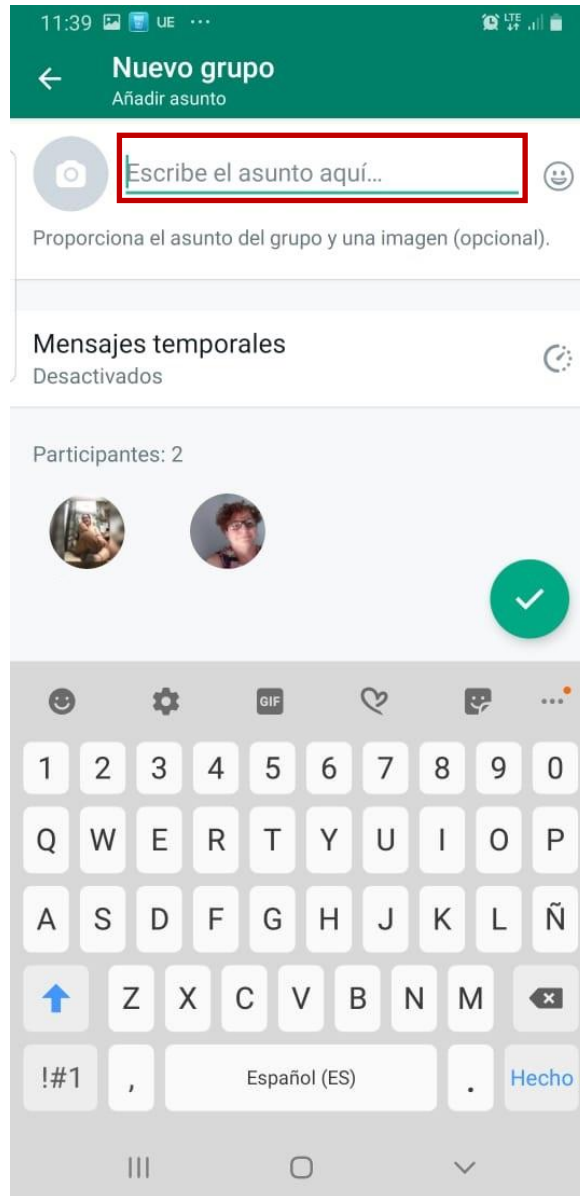 11:39 UE ...
LTE
Nuevo grupo
Añadir asunto
Escribe el asunto aquí...
Proporciona el asunto del grupo y una imagen (opcional).
Mensajes temporales
Desactivados
Participantes: 2
GIF
1 2 3 4 5 6 7 8 9 0
Q W E R T Y U I O P
A S D F G H J K L Ñ
Z X C V B N M
!#1 , Español (ES) . Hecho